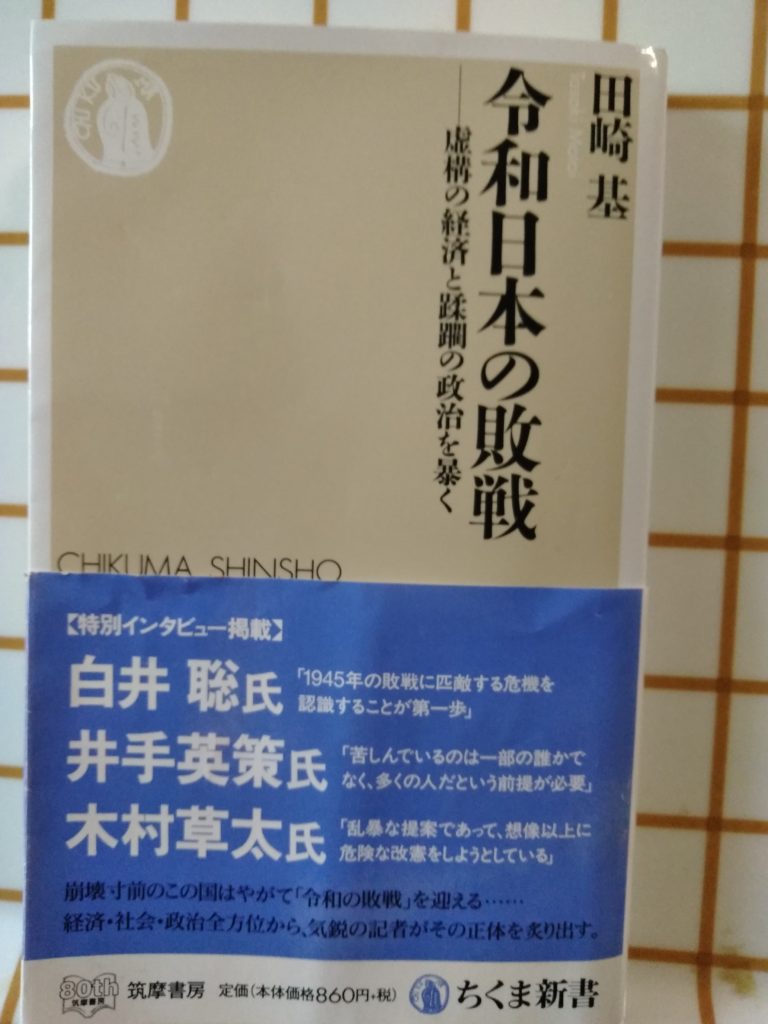 田崎 基
Tasaki Motoi
令和日本の敗戦
──虚構の経済と蹂躙の政治を暴く
CHIKUMA SHINSHO
【特別インタビュー掲載】
白井 聡氏
「1945年の敗戦に匹敵する危機を
認識することが第一歩」
井手英策氏
「苦しんでいるのは一部の誰かで
なく、多くの人だという前提が必要」
木村草太氏
「乱暴な提案であって、想像以上に
危険な改憲をしようとしている」
崩壊寸前のこの国はやがて「令和の敗戦」を迎える……
経済・社会・政治全方位から、気鋭の記者がその正体を炙り出す。
80th
筑摩書房
筑摩書房 定価(本体価格860円+税)
ちくま新書